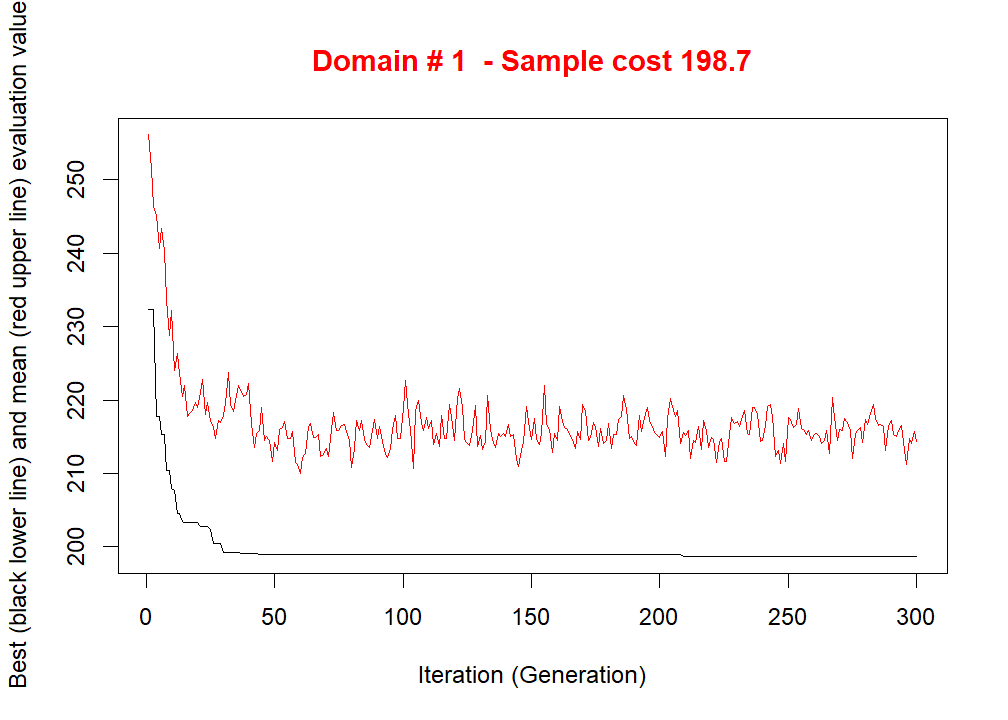 Domain # 1  - Sample cost 198.7
Best (black lower line) and mean (red upper line) evaluation value
250
240
230
220
210
200
0 50 100 150 200 250 300
Iteration (Generation)